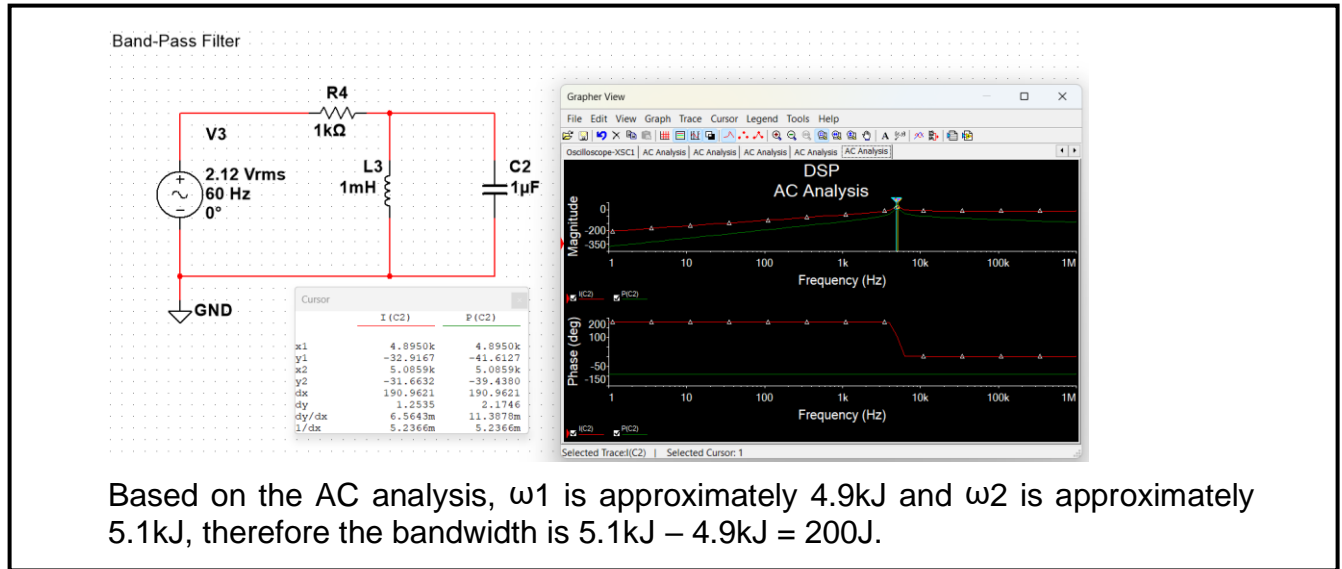 Band-Pass Filter
R4
1kΩ
V3
2.12 Vrms
60 Hz
0°
L3
1mH
C2
1µF
GND
Cursor
I(C2) P(C2)
x1 4.8950k 4.8950k
y1 -32.9167 -41.6127
x2 5.0859k 5.0859k
y2 -31.6632 -39.4380
dx 190.9621 190.9621
dy 1.2535 2.1746
dy/dx 6.5643m 11.3878m
1/dx 5.2366m 5.2366m
Grapher View
File Edit View Graph Trace Cursor Legend Tools Help
Oscilloscope-XSC1 AC Analysis AC Analysis AC Analysis AC Analysis AC Analysis
DSP
AC Analysis
Magnitude
0
-200
-350
1 10 100 1k 10k 100k 1M
Frequency (Hz)
I(C2) P(C2)
Phase (deg)
200
100
-50
-150
1 10 100 1k 10k 100k 1M
Frequency (Hz)
I(C2) P(C2)
Selected Trace:I(C2) | Selected Cursor: 1
Based on the AC analysis, ω1 is approximately 4.9kJ and ω2 is approximately
5.1kJ, therefore the bandwidth is 5.1kJ – 4.9kJ = 200J.